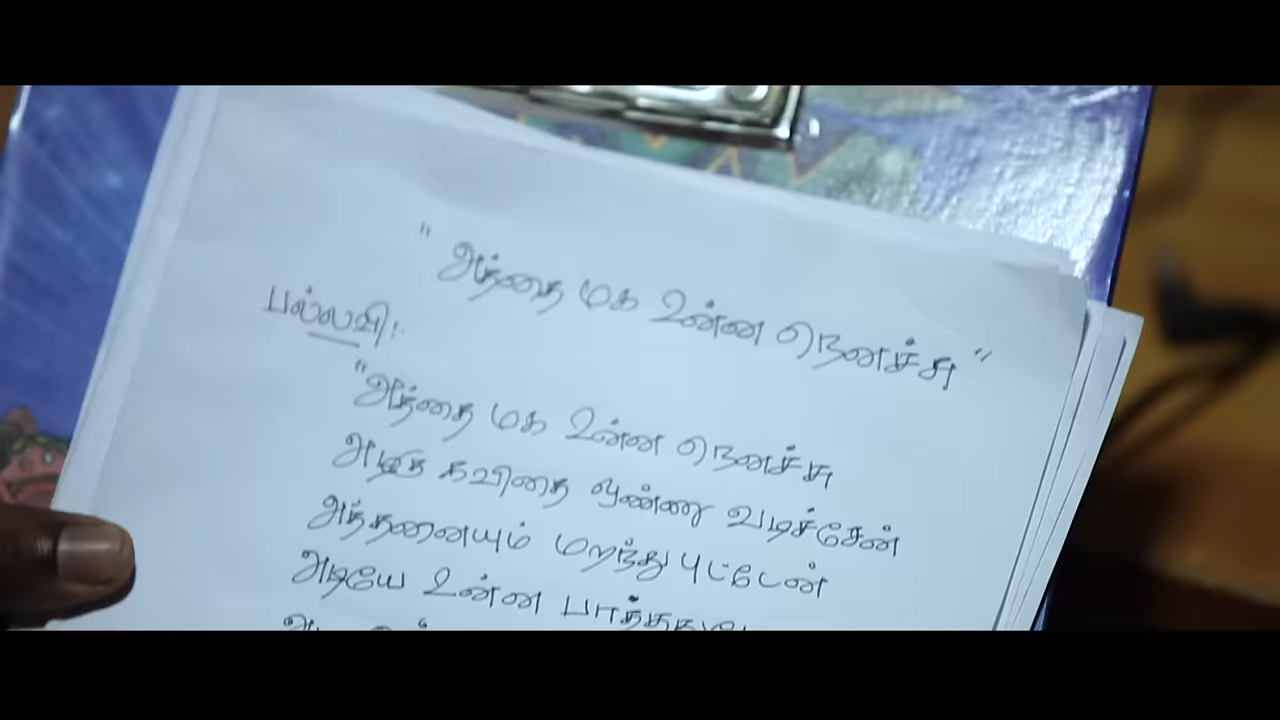 "அத்தை மக உன்ன நெனச்சு"
பல்லவி:
"அத்தை மக உன்ன நெனச்சு
அழகு கவிதை ஒண்ணு வடிச்சேன்
அத்தனையும் மறந்து புட்டேன்
அடியே உன்ன